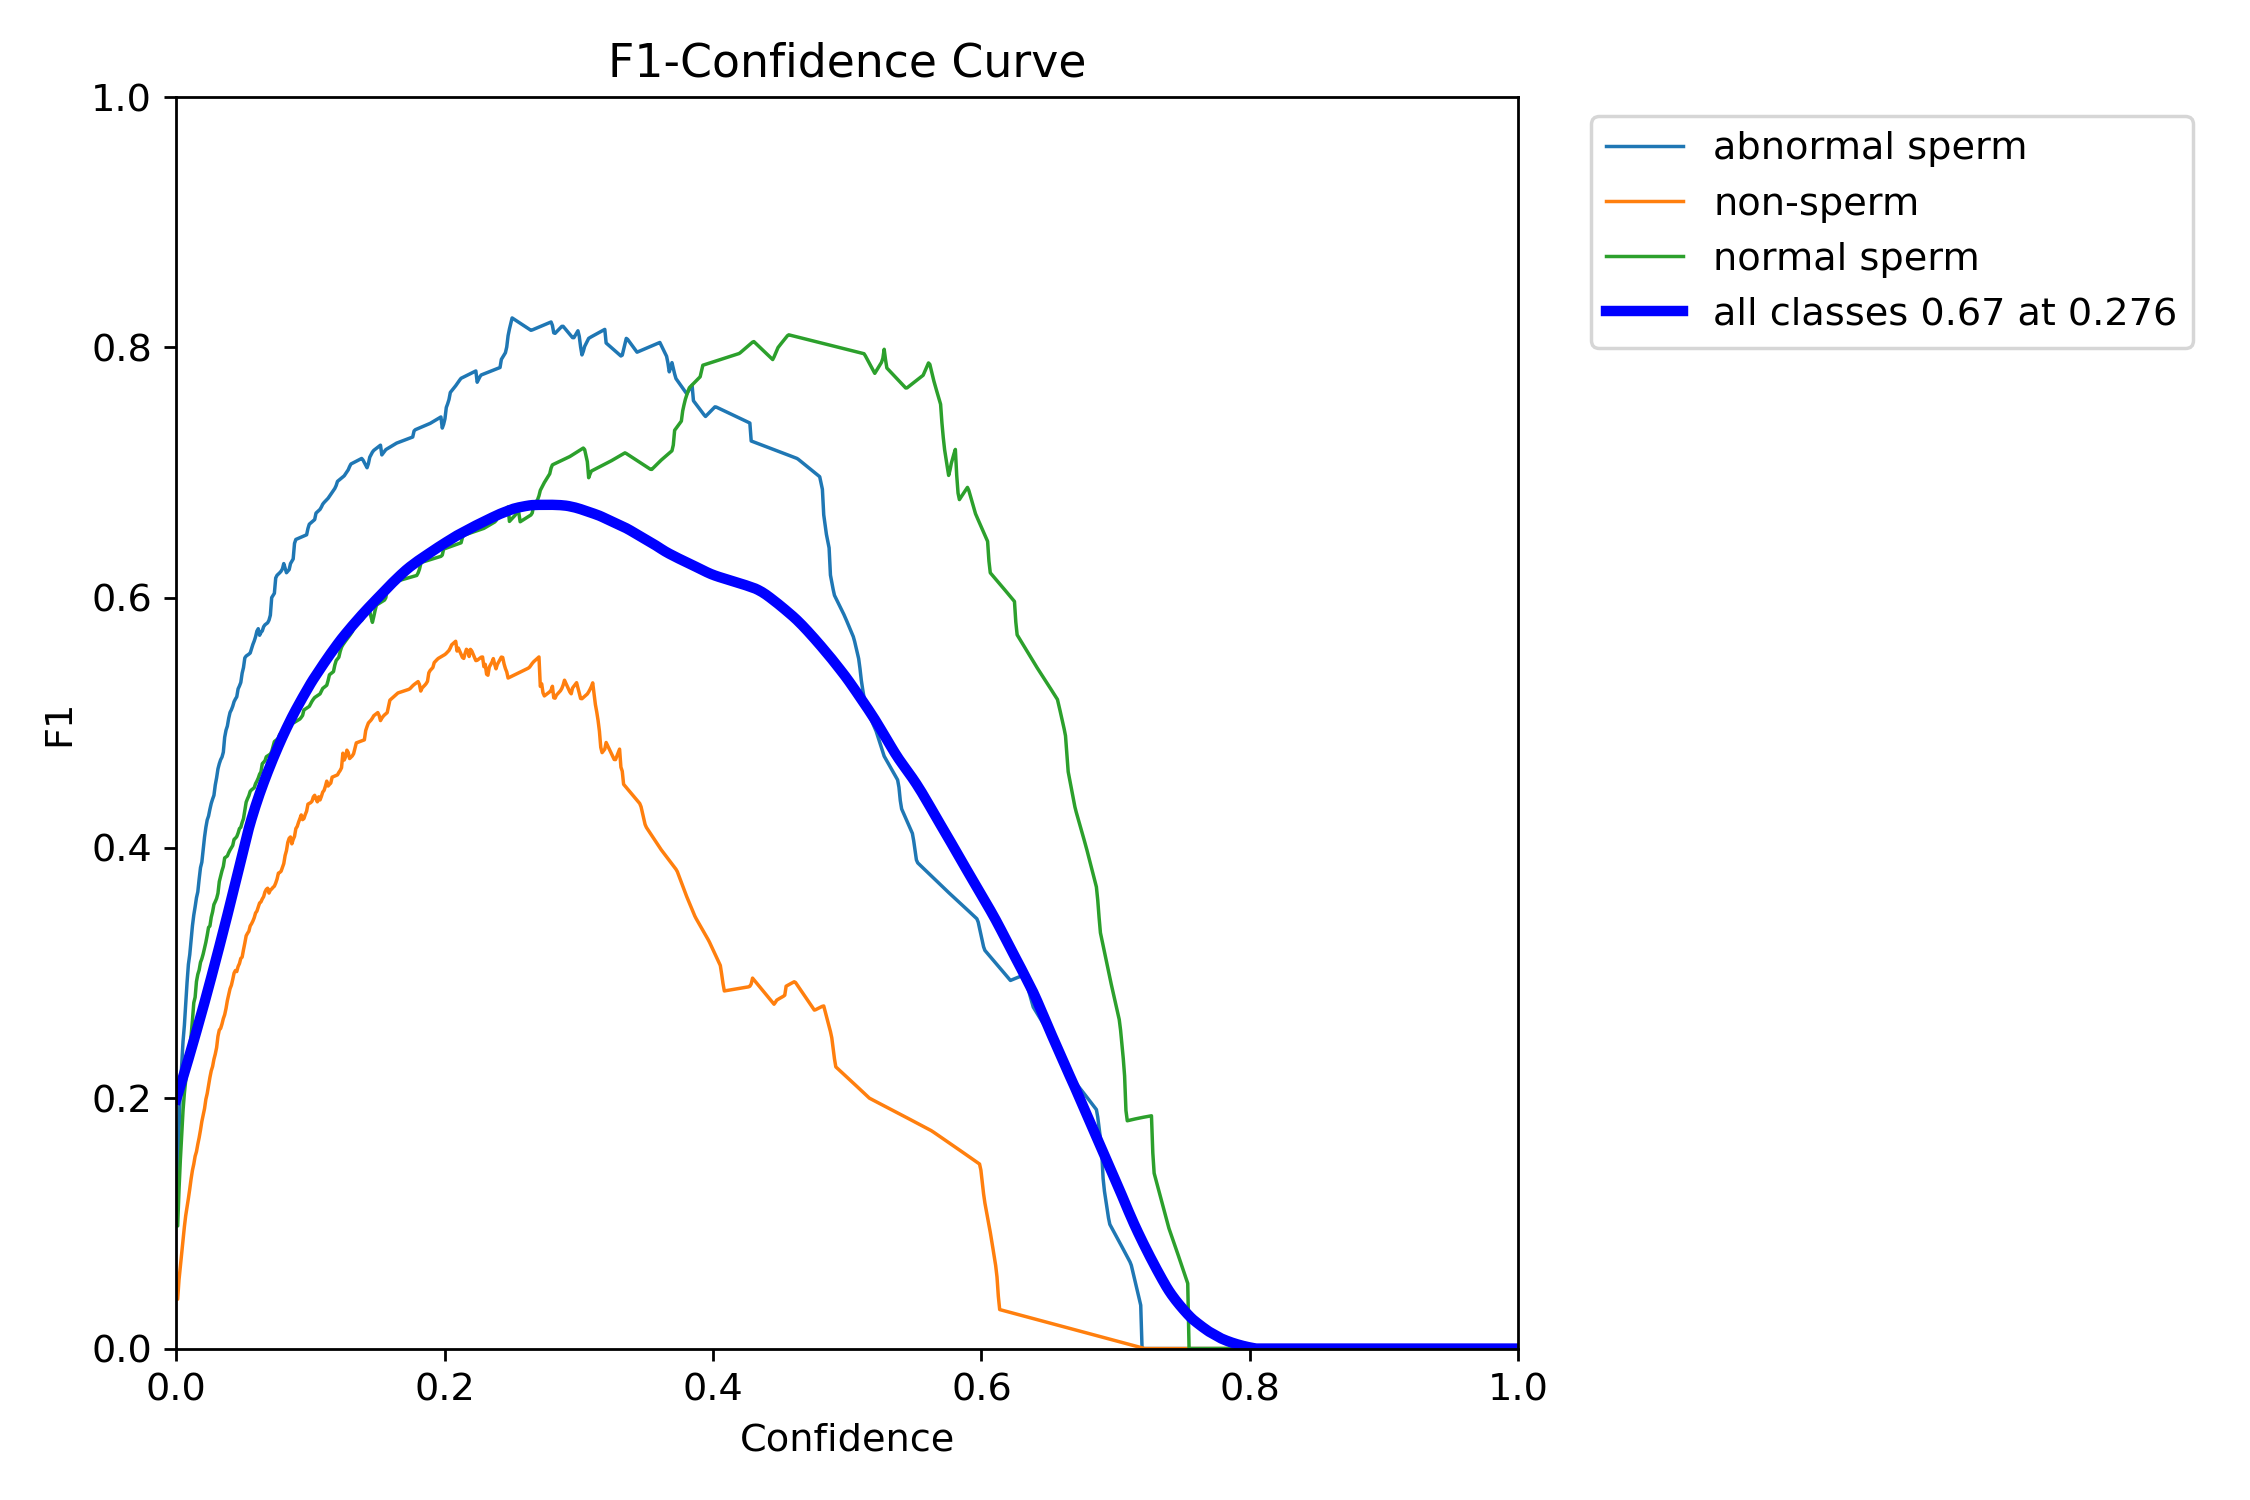 F1-Confidence Curve
1.0
0.8
0.6
0.4
0.2
0.0
F1
0.0 0.2 0.4 0.6 0.8 1.0
Confidence
abnormal sperm
non-sperm
normal sperm
all classes 0.67 at 0.276